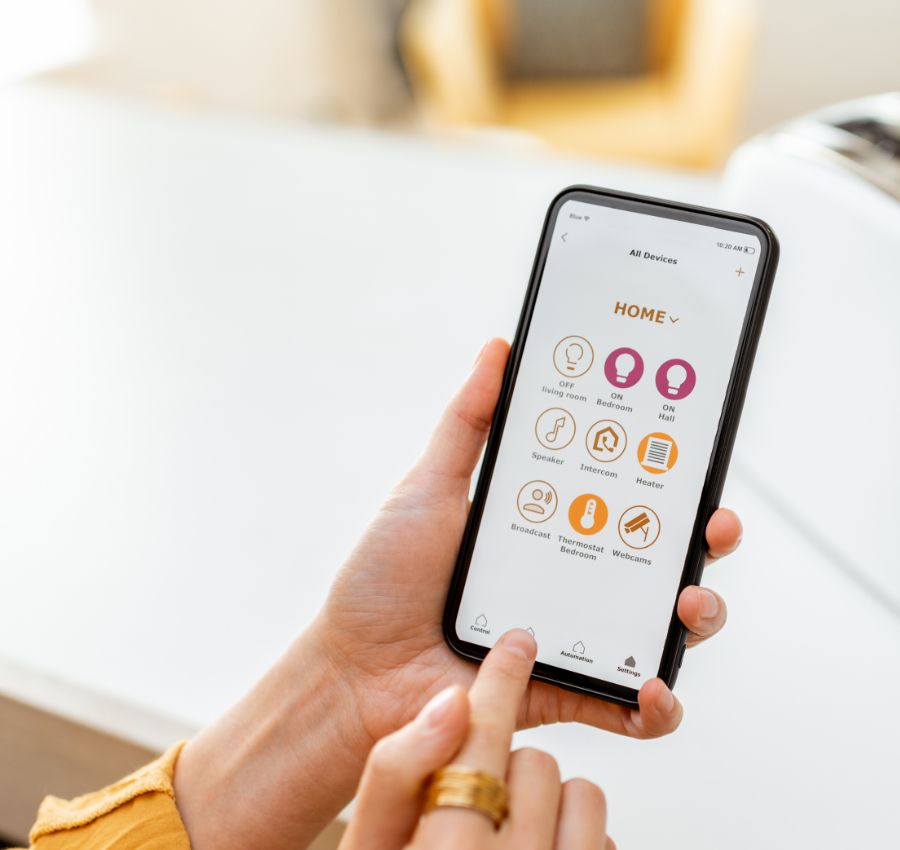 Blue
10:20 AM
All Devices
+
HOME
OFF
living room
ON
Bedroom
ON
Hall
Speaker
Intercom
Heater
Broadcast
Thermostat
Bedroom
Webcams
Control
Automation
Settings